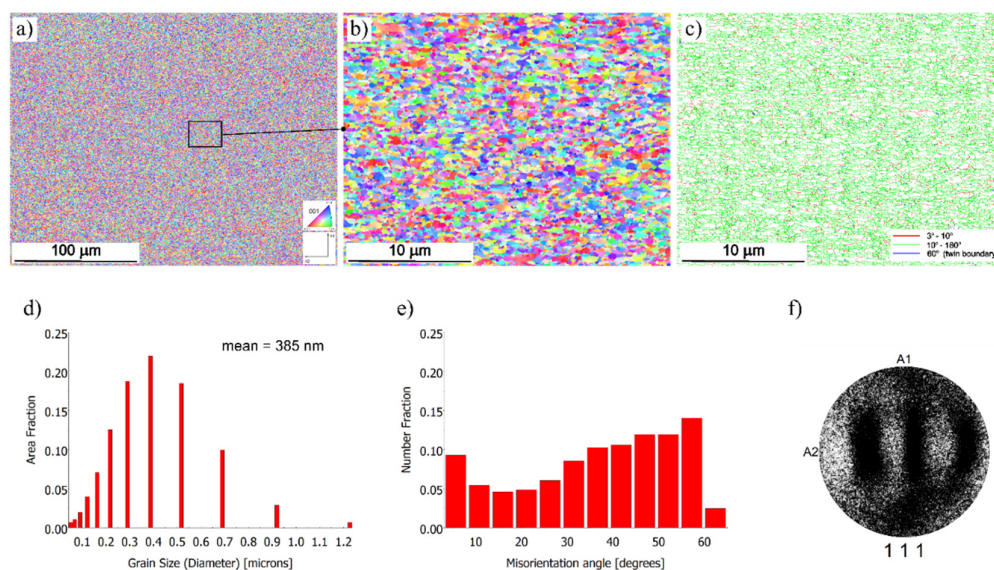 a)
001
100 µm
b)
10 µm
c)
3° - 10°
10° - 180°
60° (twin boundary
10 µm
d)
mean = 385 nm
0.25
0.20
0.15
0.10
0.05
0.00
Area Fraction
0.1 0.2 0.3 0.4 0.5 0.6 0.7 0.8 0.9 1.0 1.1 1.2
Grain Size (Diameter) [microns]
e)
0.25
0.20
0.15
0.10
0.05
0.00
Number Fraction
10 20 30 40 50 60
Misorientation angle [degrees]
f)
A1
A2
1 1 1